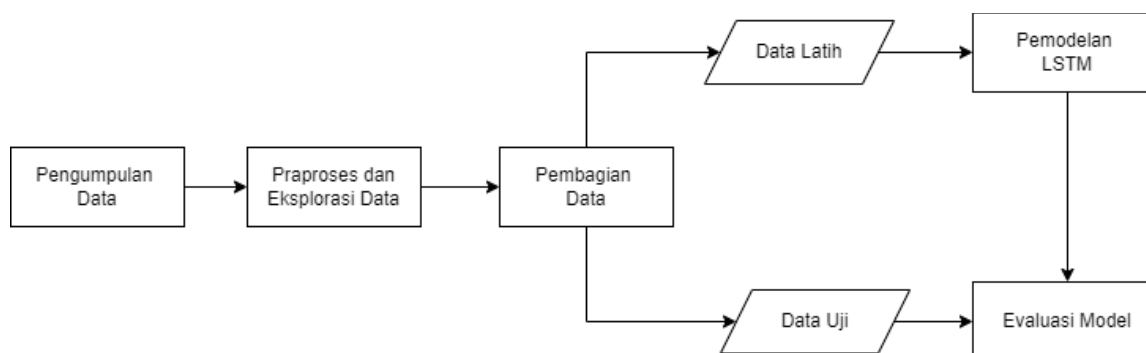 Pengumpulan
Data
Praproses dan
Eksplorasi Data
Pembagian
Data
Data Latih
Pemodelan
LSTM
Data Uji
Evaluasi Model